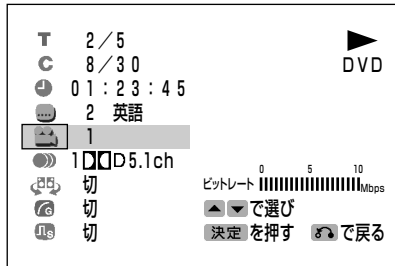 T 2/5
C 8/30
DVD
01:23:45
2 英語
1
1 D 5.1ch
切
0 5 10
ビットレート Mbps
切
で選び
切
決定 を押す で戻る